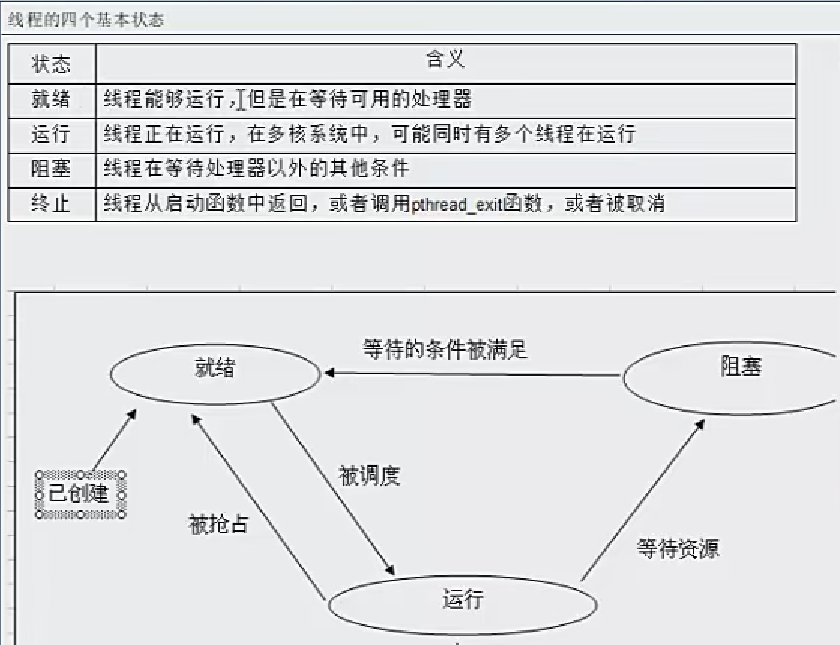 线程的四个基本状态
状态 含义
就绪 线程能够运行，但是在等待可用的处理器
运行 线程正在运行，在多核系统中，可能同时有多个线程在运行
阻塞 线程在等待处理器以外的其他条件
终止 线程从启动函数中返回，或者调用pthread_exit函数，或者被取消
等待的条件被满足
就绪
阻塞
被调度
已创建
被抢占
等待资源
运行